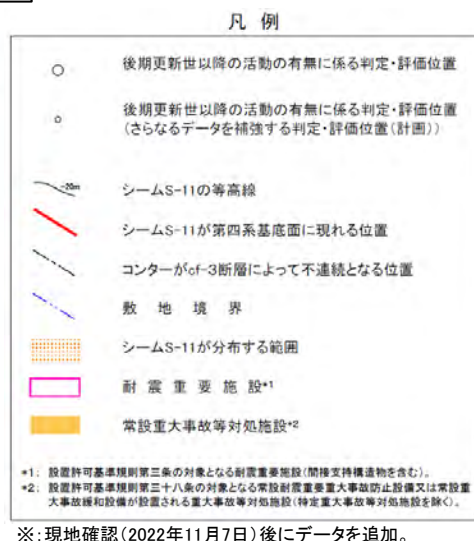 凡 例
後期更新世以降の活動の有無に係る判定・評価位置
後期更新世以降の活動の有無に係る判定・評価位置
(さらなるデータを補強する判定・評価位置(計画))
-20m
シームS-11の等高線
シームS-11が第四系基底面に現れる位置
コンターがcf-3断層によって不連続となる位置
敷 地 境 界
シームS-11が分布する範囲
耐 震 重 要 施 設*1
常設重大事故等対処施設*2
*1: 設置許可基準規則第三条の対象となる耐震重要施設(間接支持構造物を含む)。
*2: 設置許可基準規則第三十八条の対象となる常設耐震重要重大事故防止設備又は常設重
大事故緩和設備が設置される重大事故等対処施設(特定重大事故等対処施設を除く)。
※:現地確認(2022年11月7日)後にデータを追加。